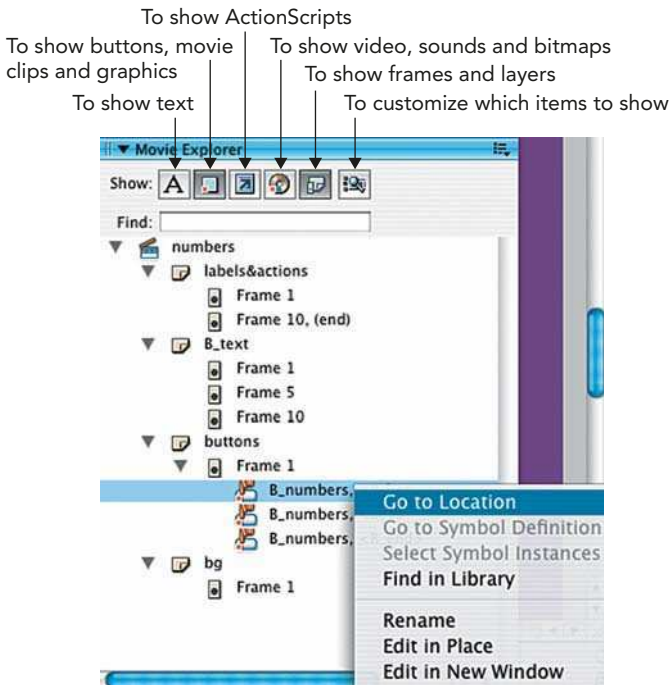 To show ActionScripts
To show buttons, movie
clips and graphics
To show video, sounds and bitmaps
To show frames and layers
To show text
To customize which items to show
Movie Explorer
Show: A
Find:
numbers
labels&actions
Frame 1
Frame 10, (end)
B_text
Frame 1
Frame 5
Frame 10
buttons
Frame 1
B_numbers,
B_numbers,
B_numbers,
bg
Frame 1
Go to Location
Go to Symbol Definition
Select Symbol Instances
Find in Library
Rename
Edit in Place
Edit in New Window